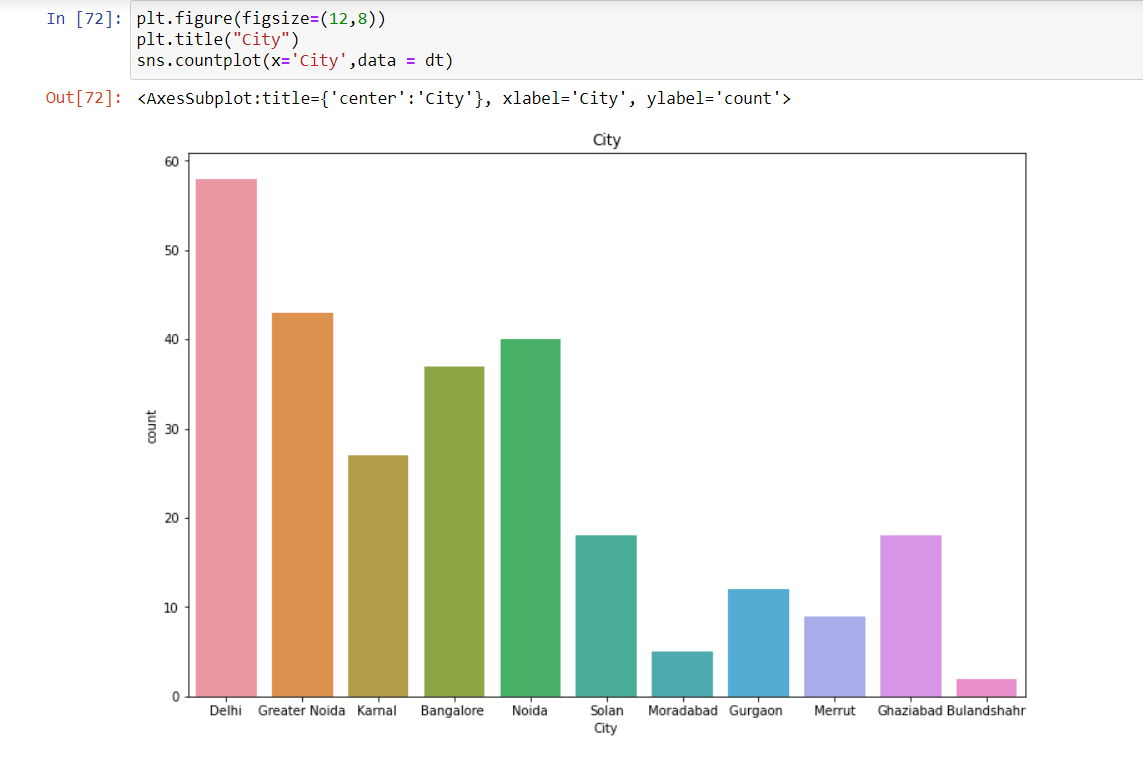 In [72]: plt.figure(figsize=(12,8))
plt.title("City")
sns.countplot(x='City',data = dt)
Out[72]: <AxesSubplot:title={'center':'City'}, xlabel='City', ylabel='count'>
City
60
50
40
30
20
10
0
count
Delhi Greater Noida Karnal Bangalore Noida Solan Moradabad Gurgaon Merrut Ghaziabad Bulandshahr
City